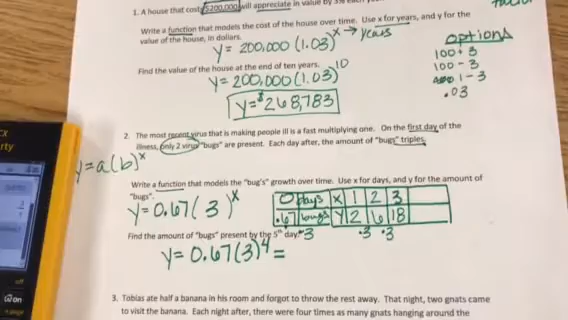 1. A house that cost $200,000 will appreciate in value by 3% each
Write a function that models the cost of the house over time. Use x for years, and y for the
value of the house, in dollars.
y = 200,000 (1.03)^x → years
Find the value of the house at the end of ten years.
y = 200,000 (1.03)^10
y = $268,783
options
100 + 3
100 - 3
1 - 3
.03
2. The most recent virus that is making people ill is a fast multiplying one. On the first day of the
illness, only 2 virus "bugs" are present. Each day after, the amount of "bugs" triples.
y = a(b)^x
Write a function that models the "bug's" growth over time. Use x for days, and y for the amount of
"bugs".
y = 0.67(3)^x
0 days x 1 2 3
.67 bugs y 2 6 18
·3 ·3 ·3
Find the amount of "bugs" present by the 5th day.
y = 0.67(3)^4 =
3. Tobias ate half a banana in his room and forgot to throw the rest away. That night, two gnats came
to visit the banana. Each night after, there were four times as many gnats hanging around the
cx
rty
off
on